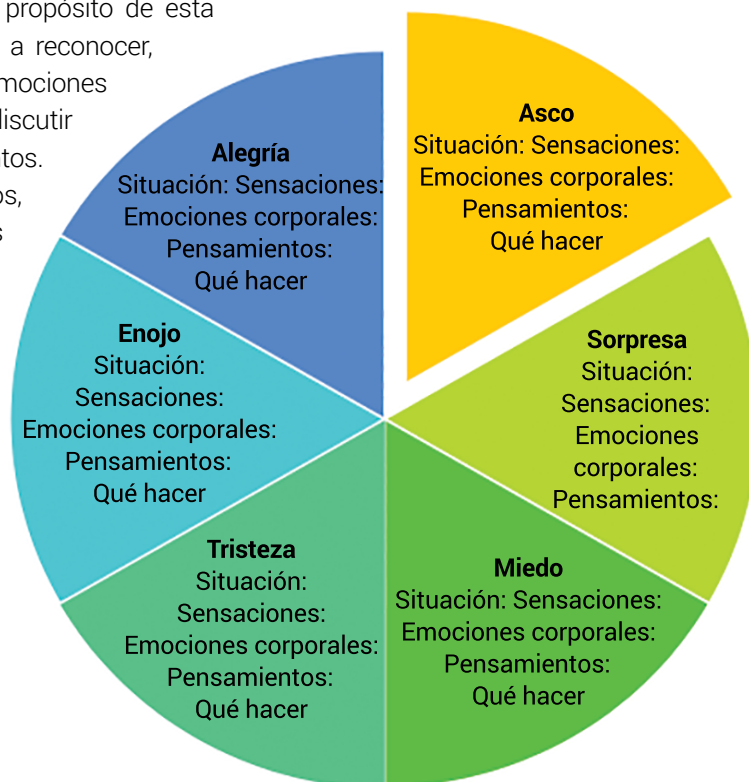 propósito de esta
a reconocer,
mociones
discutir
tos.
os,
s
Asco
Situación: Sensaciones:
Emociones corporales:
Pensamientos:
Qué hacer
Alegría
Situación: Sensaciones:
Emociones corporales:
Pensamientos:
Qué hacer
Enojo
Situación:
Sensaciones:
Emociones corporales:
Pensamientos:
Qué hacer
Sorpresa
Situación:
Sensaciones:
Emociones
corporales:
Pensamientos:
Tristeza
Situación:
Sensaciones:
Emociones corporales:
Pensamientos:
Qué hacer
Miedo
Situación: Sensaciones:
Emociones corporales:
Pensamientos:
Qué hacer